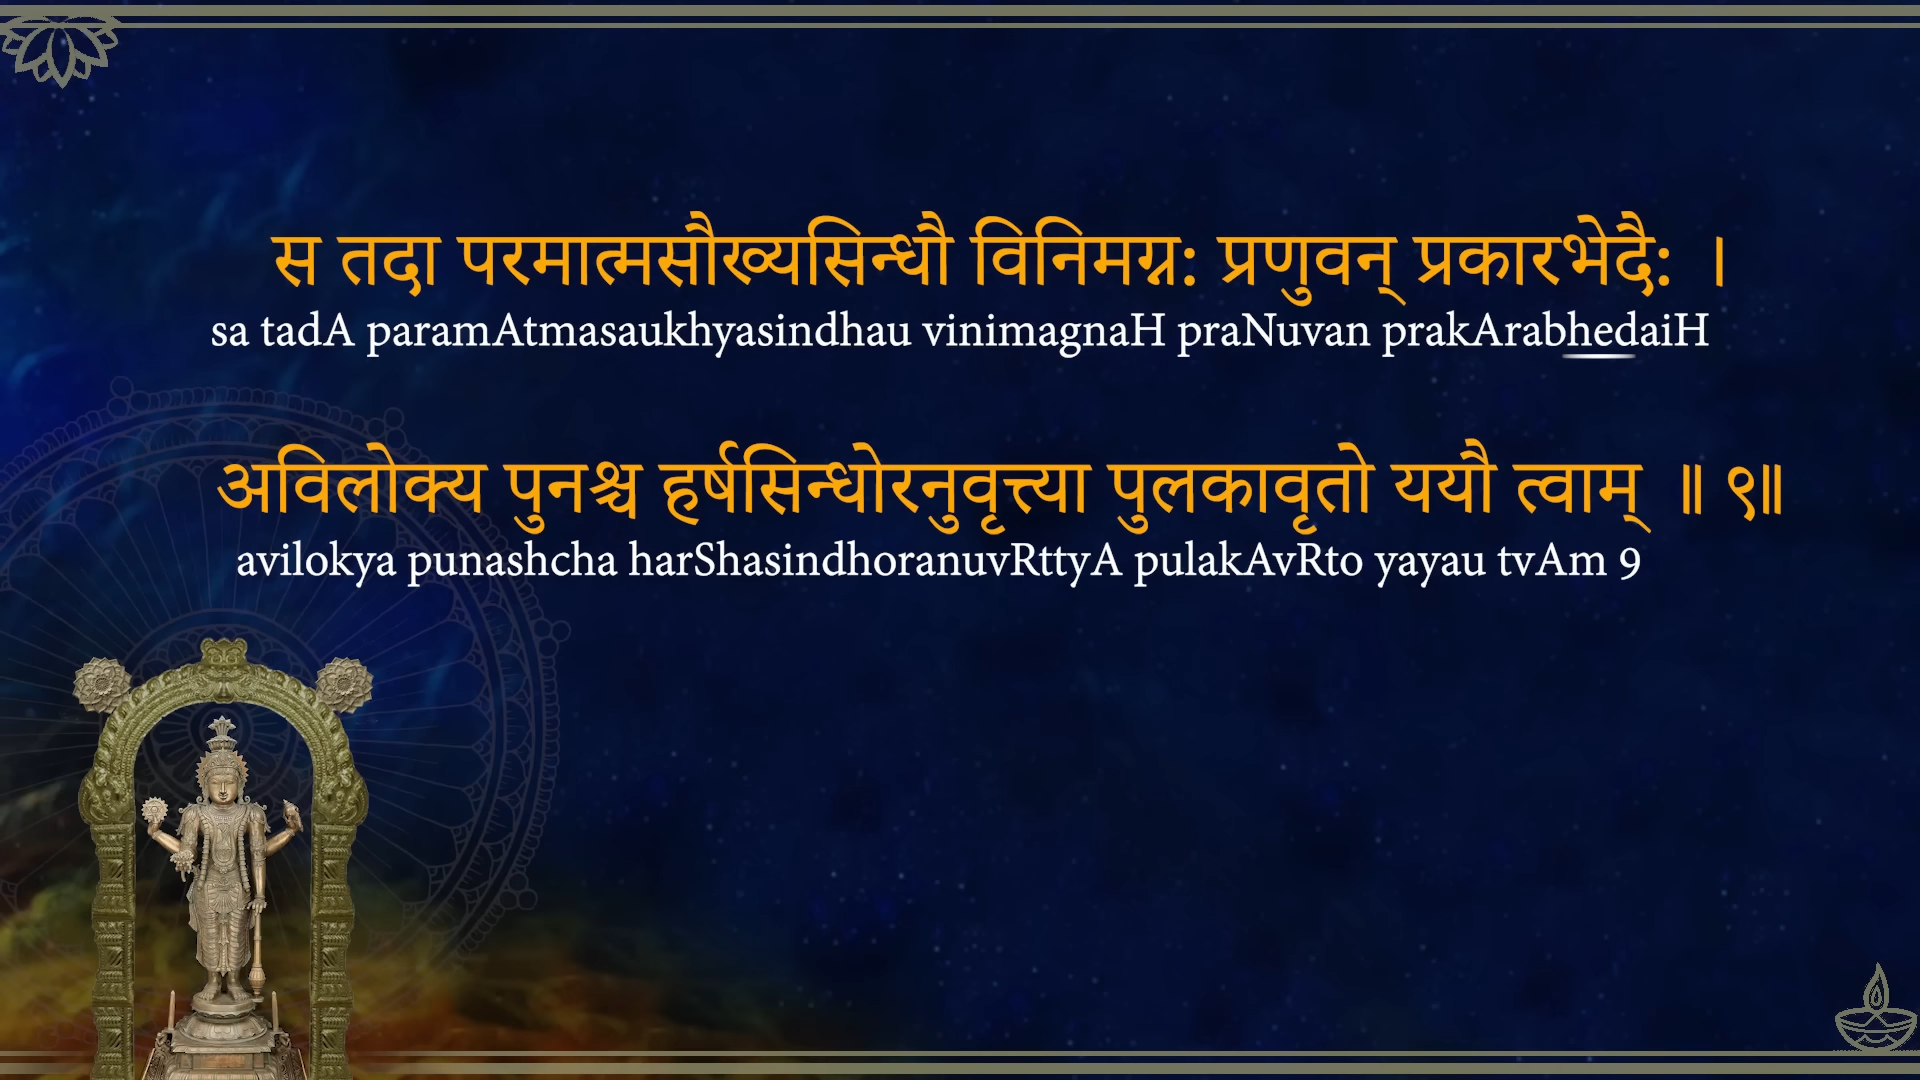 स तदा परमात्मसौख्यसिन्धौ विनिमग्न: प्रणुवन् प्रकारभेदै: ।
sa tadA paramAtmasaukhyasindhau vinimagnaH praNuvan prakArabhedaiH
अविलोक्य पुनश्च हर्षसिन्धोरनुवृत्त्या पुलकावृतो ययौ त्वाम् ॥ ९॥
avilokya punashcha harShasindhoranuvRttyA pulakAvRto yayau tvAm 9